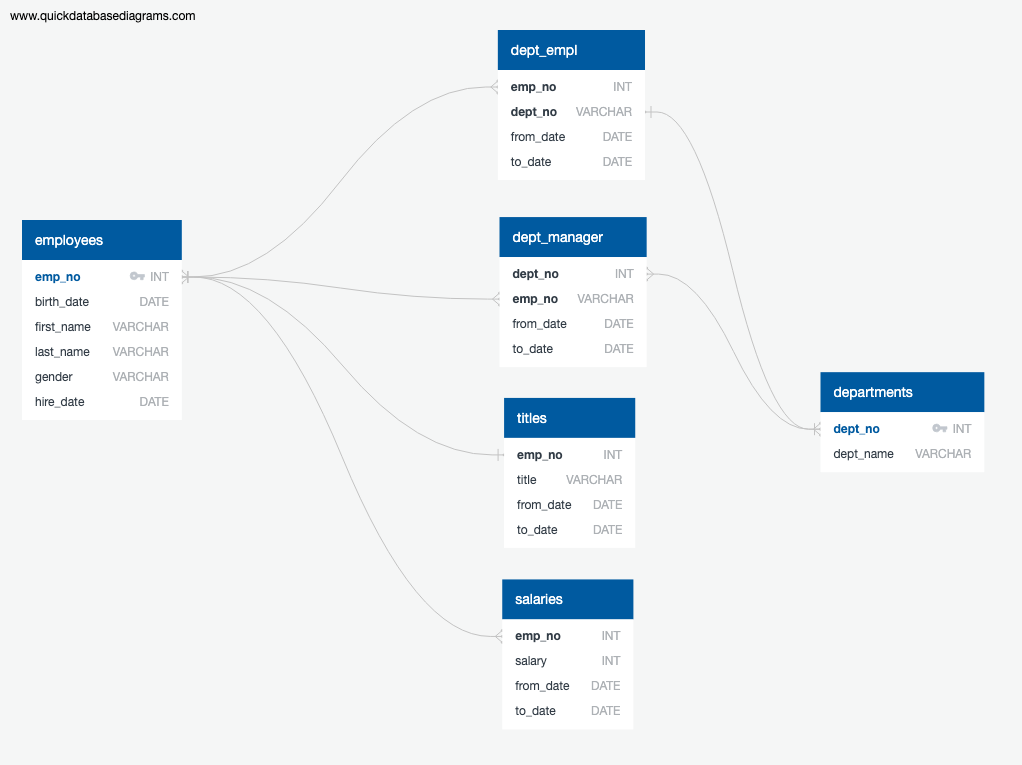 www.quickdatabasediagrams.com
dept_empl
emp_no INT
dept_no VARCHAR
from_date DATE
to_date DATE
employees
emp_no INT
birth_date DATE
first_name VARCHAR
last_name VARCHAR
gender VARCHAR
hire_date DATE
dept_manager
dept_no INT
emp_no VARCHAR
from_date DATE
to_date DATE
titles
emp_no INT
title VARCHAR
from_date DATE
to_date DATE
departments
dept_no INT
dept_name VARCHAR
salaries
emp_no INT
salary INT
from_date DATE
to_date DATE